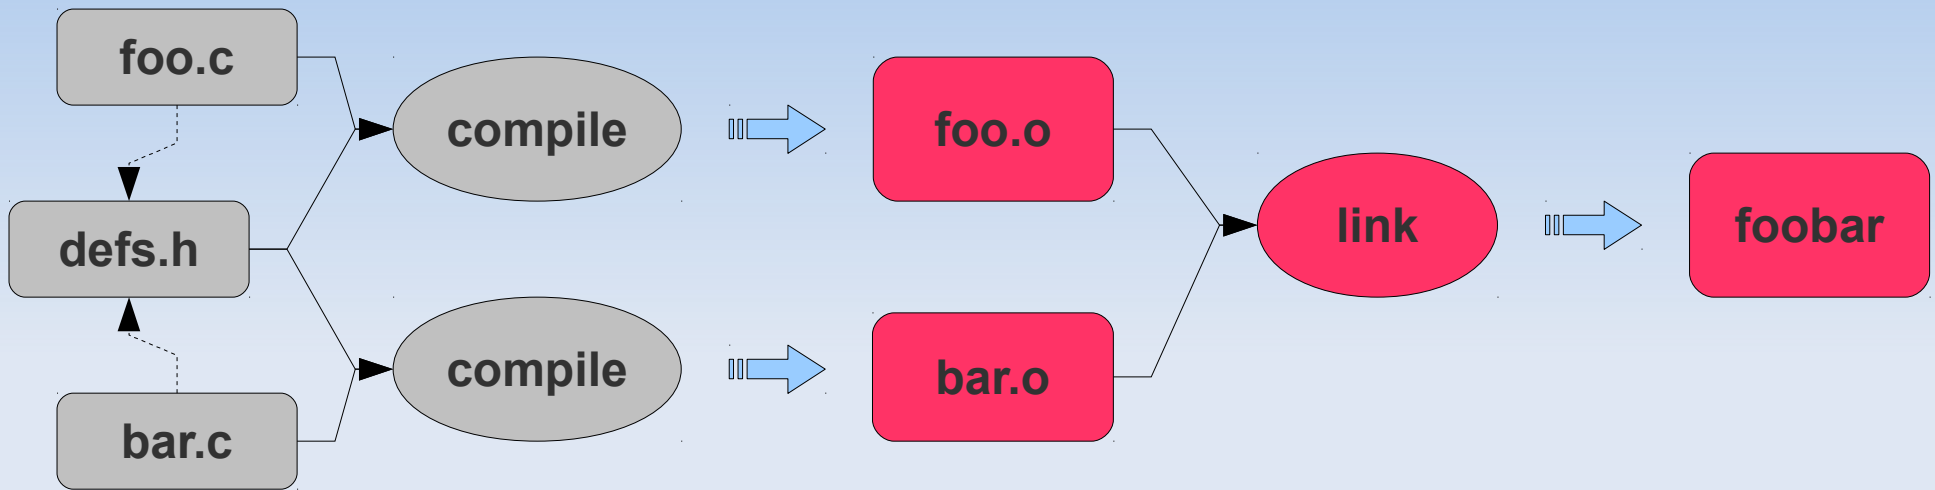 foo.c
compile
foo.o
defs.h
link
foobar
compile
bar.o
bar.c